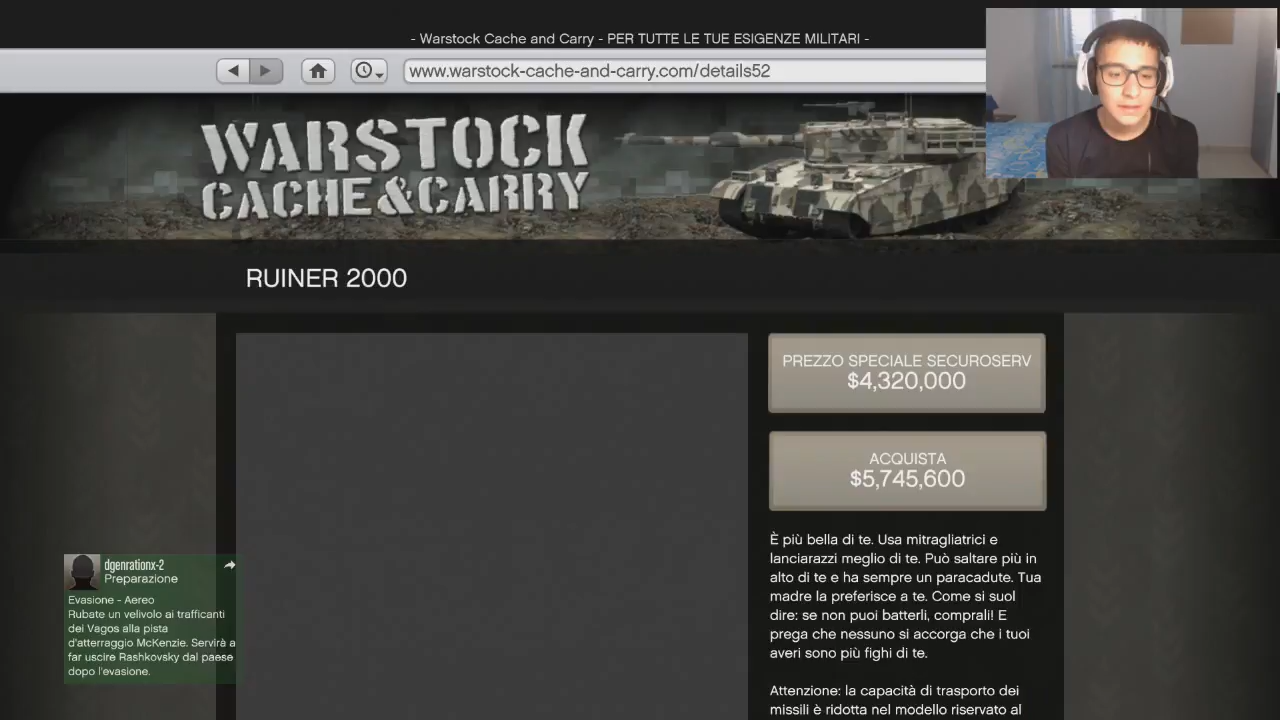 - Warstock Cache and Carry - PER TUTTE LE TUE ESIGENZE MILITARI -
www.warstock-cache-and-carry.com/details52
WARSTOCK
CACHE&CARRY
RUINER 2000
PREZZO SPECIALE SECUROSERV
$4,320,000
ACQUISTA
$5,745,600
È più bella di te. Usa mitragliatrici e
lanciarazzi meglio di te. Può saltare più in
alto di te e ha sempre un paracadute. Tua
madre la preferisce a te. Come si suol
dire: se non puoi batterli, comprali! E
prega che nessuno si accorga che i tuoi
averi sono più fighi di te.
Attenzione: la capacità di trasporto dei
missili è ridotta nel modello riservato al
dgenrationx-2
Preparazione
Evasione - Aereo
Rubate un velivolo ai trafficanti
dei Vagos alla pista
d'atterraggio McKenzie. Servirà a
far uscire Rashkovsky dal paese
dopo l'evasione.